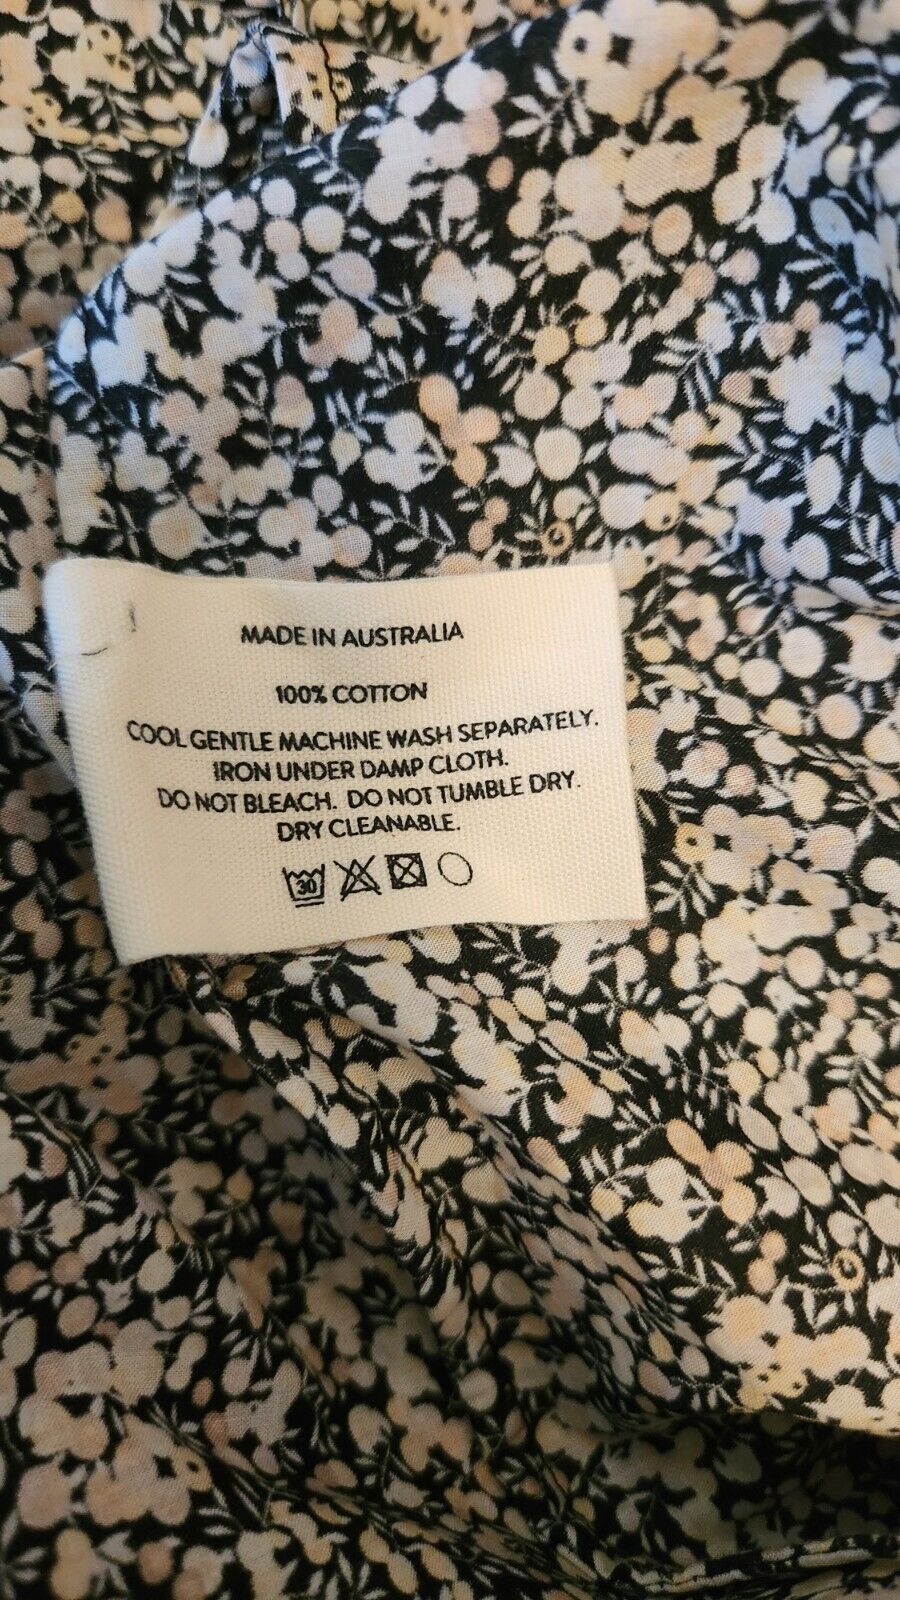 MADE IN AUSTRALIA
100% COTTON
COOL GENTLE MACHINE WASH SEPARATELY.
IRON UNDER DAMP CLOTH.
DO NOT BLEACH. DO NOT TUMBLE DRY.
DRY CLEANABLE.
30